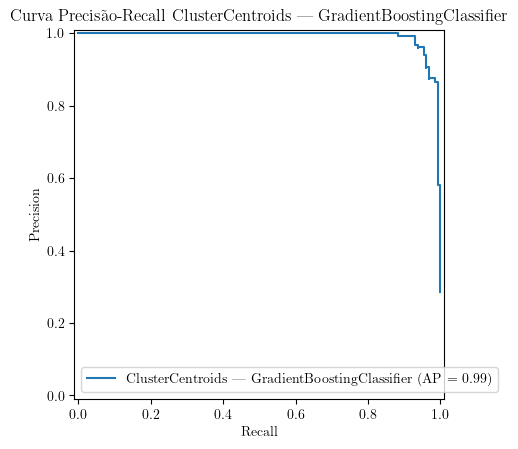 Curva Precisão-Recall ClusterCentroids — GradientBoostingClassifier
1.0
0.8
0.6
0.4
0.2
0.0
Precision
ClusterCentroids — GradientBoostingClassifier (AP = 0.99)
0.0 0.2 0.4 0.6 0.8 1.0
Recall